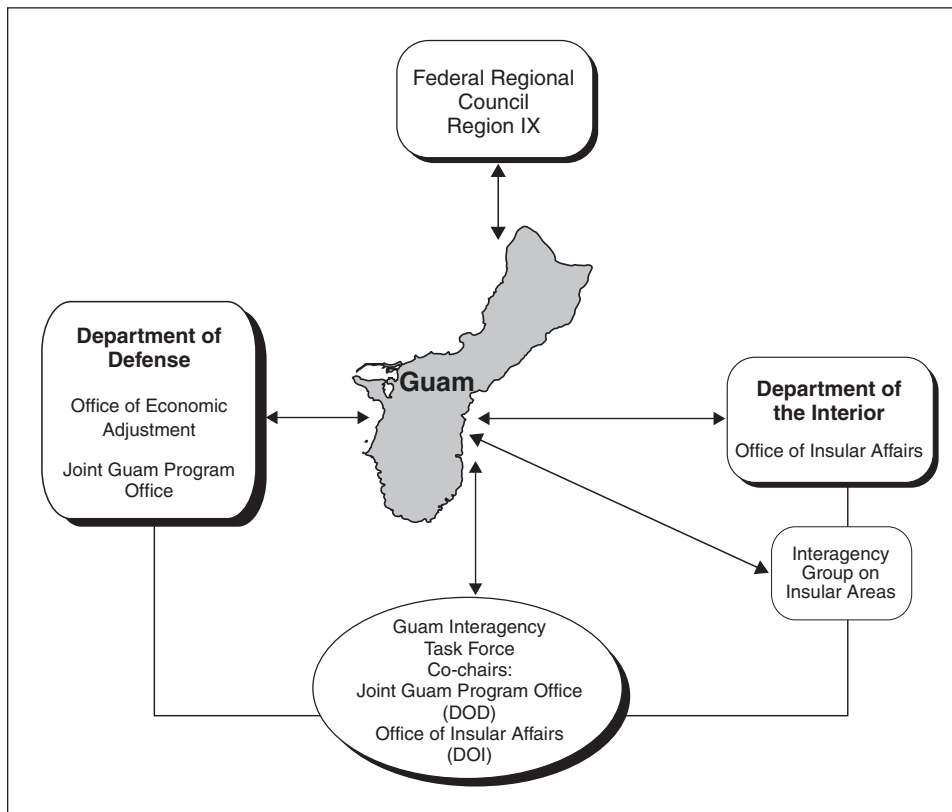 Federal Regional
Council
Region IX
Guam
Department of
Defense
Office of Economic
Adjustment
Joint Guam Program
Office
Department of
the Interior
Office of Insular Affairs
Interagency
Group on
Insular Areas
Guam Interagency
Task Force
Co-chairs:
Joint Guam Program Office
(DOD)
Office of Insular Affairs
(DOI)